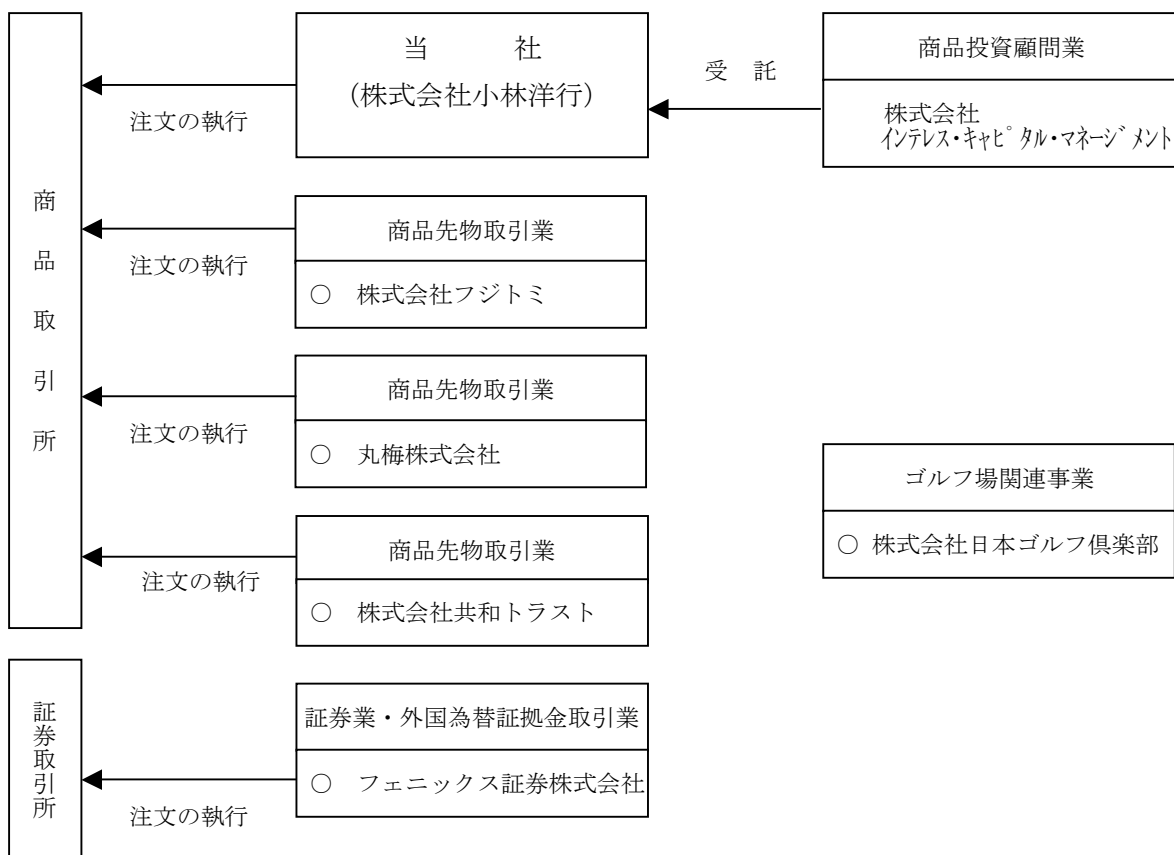 商品取引所
当 社
(株式会社小林洋行)
注文の執行
受 託
商品投資顧問業
株式会社
インテレス・キャピタル・マネージメント
商品先物取引業
注文の執行
○ 株式会社フジトミ
商品先物取引業
注文の執行
○ 丸梅株式会社
ゴルフ場関連事業
○ 株式会社日本ゴルフ倶楽部
商品先物取引業
注文の執行
○ 株式会社共和トラスト
証券取引所
証券業・外国為替証拠金取引業
○ フェニックス証券株式会社
注文の執行